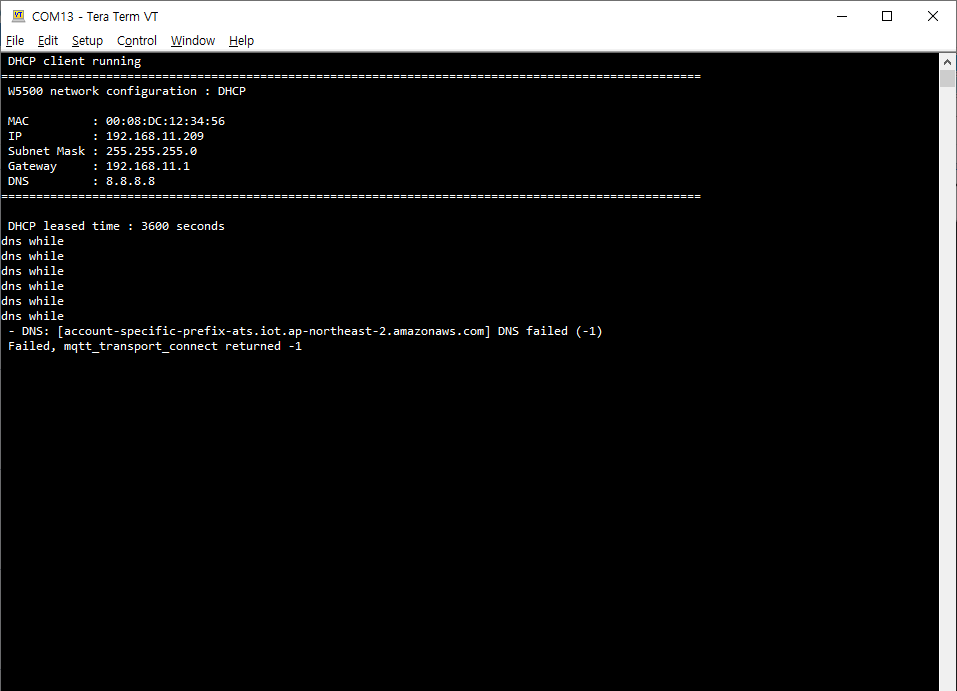 COM13 - Tera Term VT
File Edit Setup Control Window Help
DHCP client running
====================================================================================================
W5500 network configuration : DHCP
MAC : 00:08:DC:12:34:56
IP : 192.168.11.209
Subnet Mask : 255.255.255.0
Gateway : 192.168.11.1
DNS : 8.8.8.8
====================================================================================================
DHCP leased time : 3600 seconds
dns while
dns while
dns while
dns while
dns while
dns while
- DNS: [account-specific-prefix-ats.iot.ap-northeast-2.amazonaws.com] DNS failed (-1)
Failed, mqtt_transport_connect returned -1